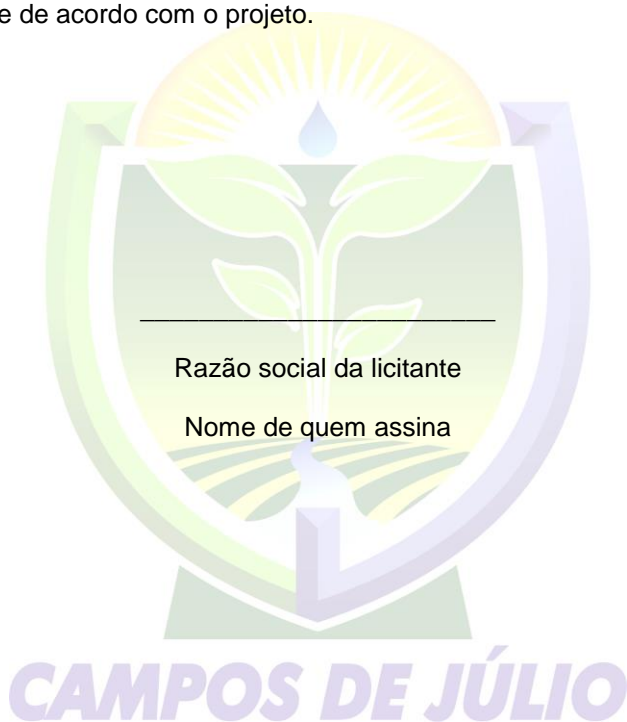 e de acordo com o projeto.
Razão social da licitante
Nome de quem assina
CAMPOS DE JÚLIO